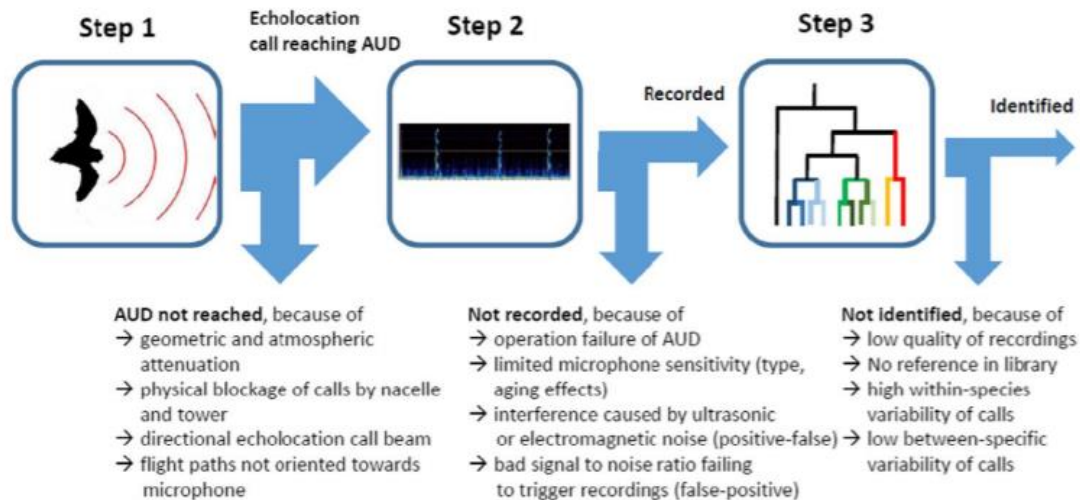 Step 1
Echolocation
call reaching AUD
Step 2
Recorded
Step 3
Identified
AUD not reached, because of
→ geometric and atmospheric
attenuation
→ physical blockage of calls by nacelle
and tower
→ directional echolocation call beam
→ flight paths not oriented towards
microphone
Not recorded, because of
→ operation failure of AUD
→ limited microphone sensitivity (type,
aging effects)
→ interference caused by ultrasonic
or electromagnetic noise (positive-false)
→ bad signal to noise ratio failing
to trigger recordings (false-positive)
Not identified, because of
→ low quality of recordings
→ No reference in library
→ high within-species
variability of calls
→ low between-specific
variability of calls